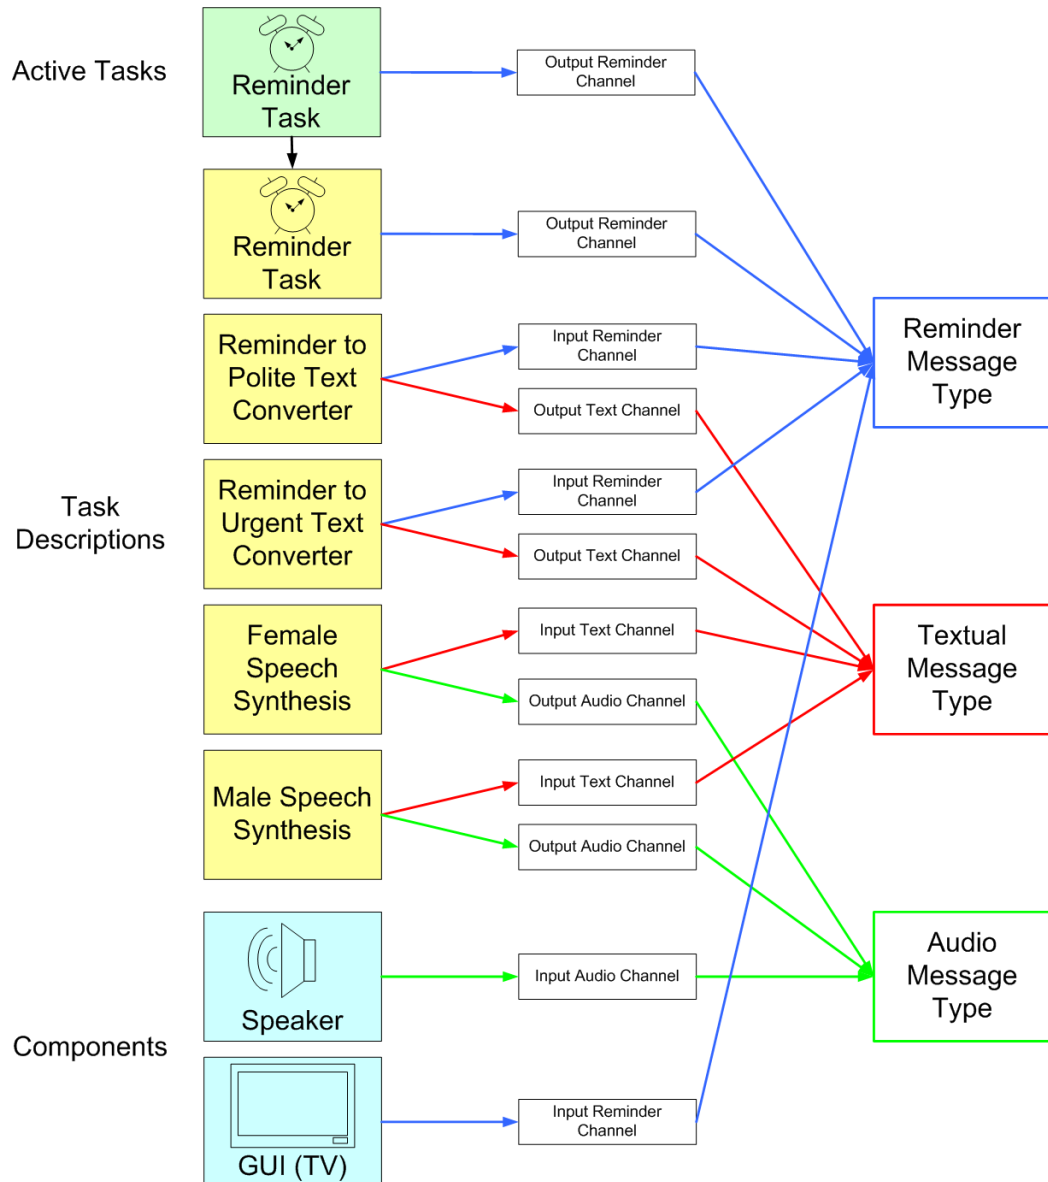 Active Tasks
Reminder
Task
Output Reminder
Channel
Reminder
Task
Output Reminder
Channel
Reminder to
Polite Text
Converter
Input Reminder
Channel
Output Text Channel
Reminder
Message
Type
Task
Descriptions
Reminder to
Urgent Text
Converter
Input Reminder
Channel
Output Text Channel
Female
Speech
Synthesis
Input Text Channel
Output Audio Channel
Textual
Message
Type
Male Speech
Synthesis
Input Text Channel
Output Audio Channel
Speaker
Input Audio Channel
Audio
Message
Type
Components
GUI (TV)
Input Reminder
Channel